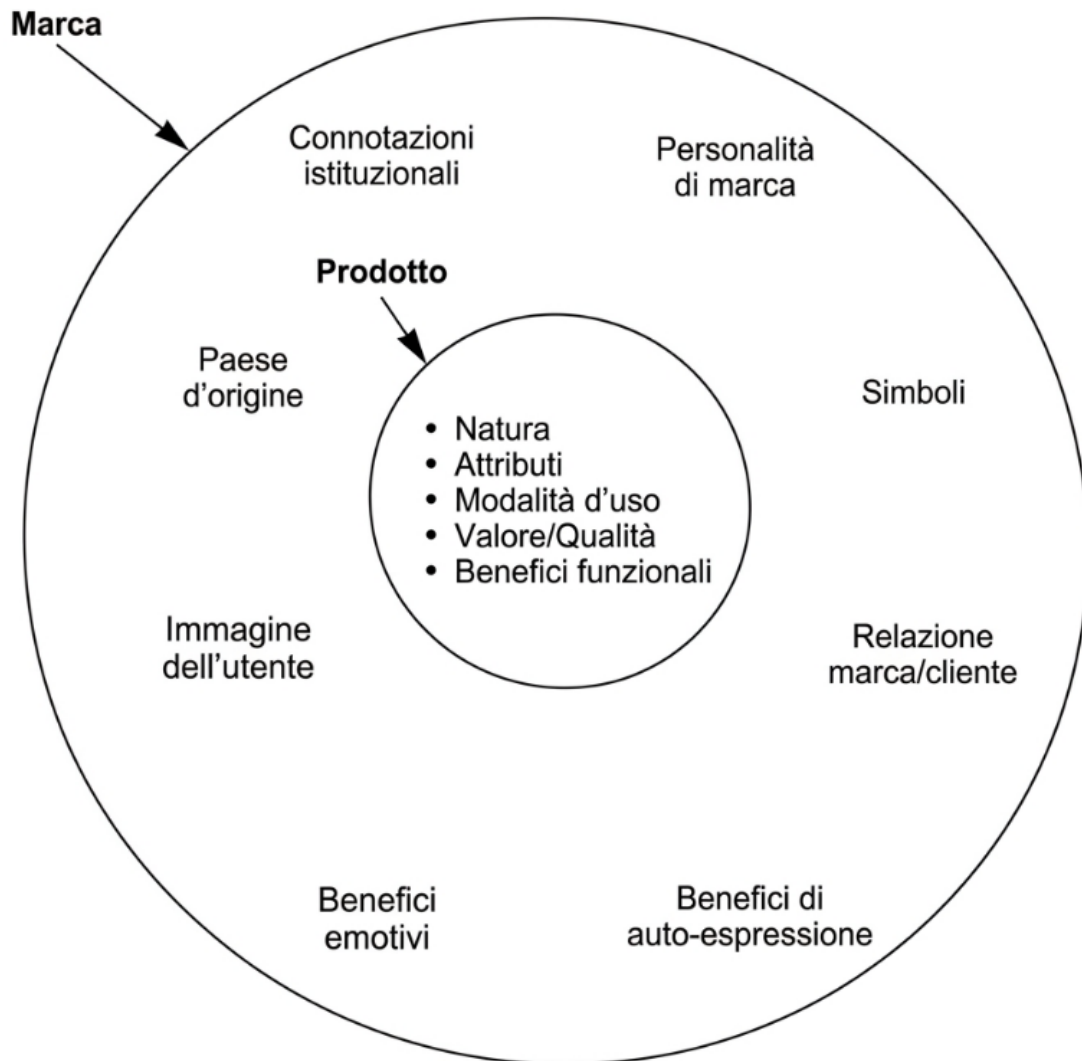 Marca
Connotazioni
istituzionali
Personalità
di marca
Prodotto
Paese
d'origine
Simboli
• Natura
• Attributi
• Modalità d'uso
• Valore/Qualità
• Benefici funzionali
Immagine
dell'utente
Relazione
marca/cliente
Benefici
emotivi
Benefici di
auto-espressione